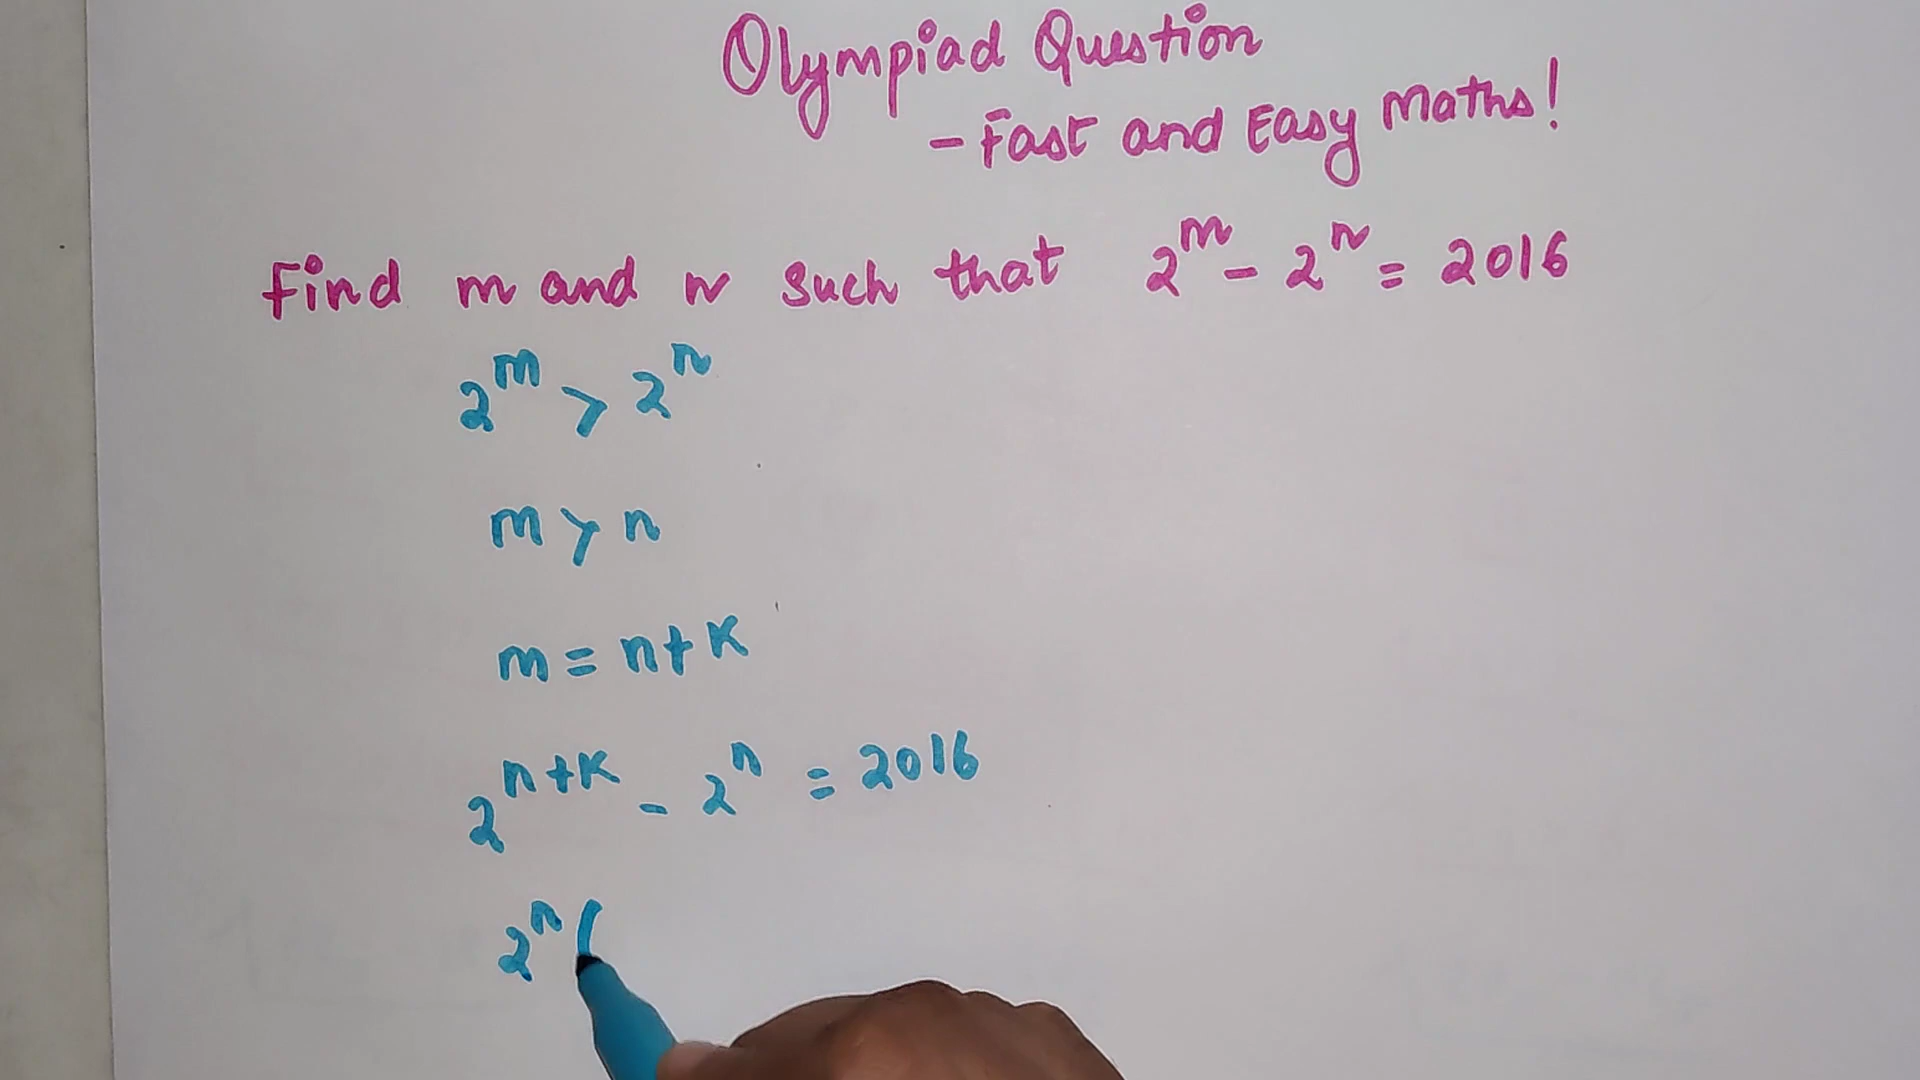 Olympiad Question
- Fast and Easy Maths!
Find m and n such that 2^m - 2^n = 2016
2^m > 2^n
m > n
m = n + k
2^(n+k) - 2^n = 2016
2^n (